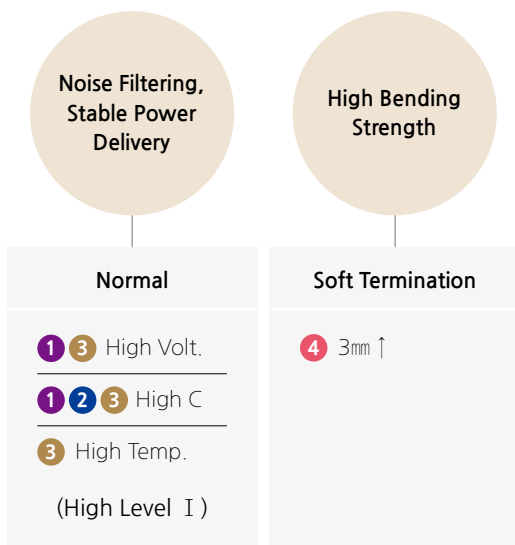 Noise Filtering,
Stable Power
Delivery
High Bending
Strength
Normal
1 3 High Volt.
1 2 3 High C
3 High Temp.
(High Level Ⅰ)
Soft Termination
4 3㎜ ↑